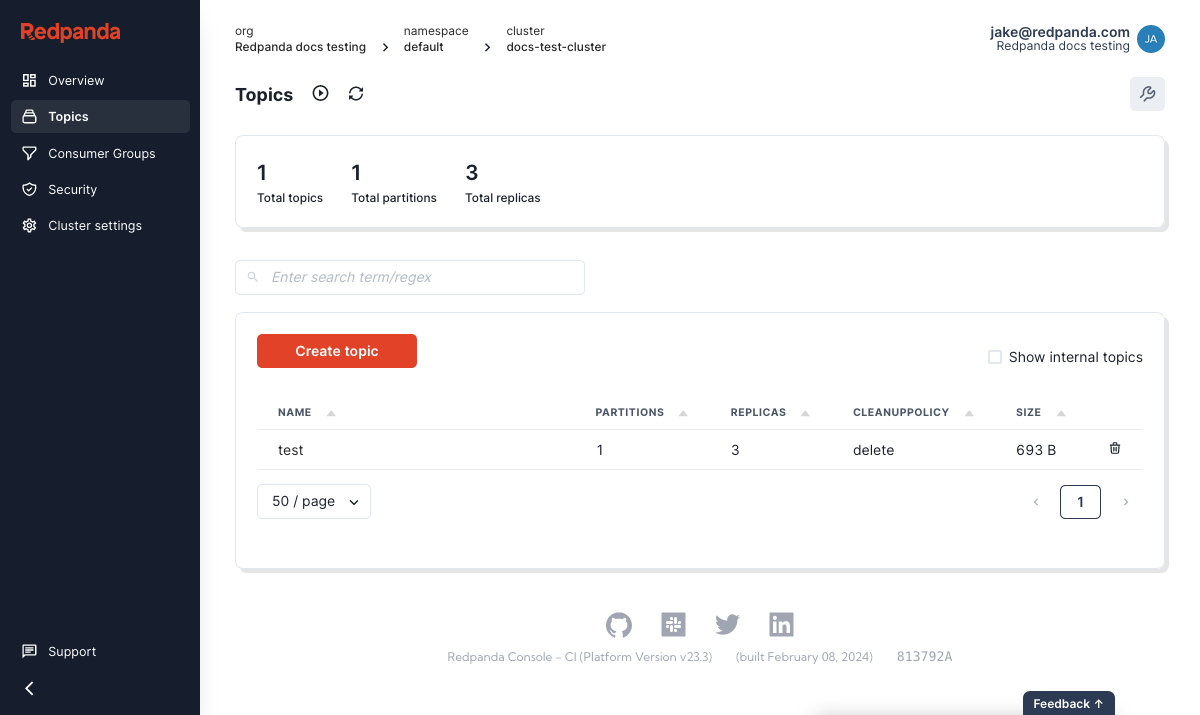 Redpanda
Overview
Topics
Consumer Groups
Security
Cluster settings
Support
org
Redpanda docs testing
namespace
default
cluster
docs-test-cluster
jake@redpanda.com
Redpanda docs testing
JA
Topics
1
Total topics
1
Total partitions
3
Total replicas
Enter search term/regex
Create topic
Show internal topics
NAME PARTITIONS REPLICAS CLEANUPPOLICY SIZE
test 1 3 delete 693 B
50 / page
1
Redpanda Console - CI (Platform Version v23.3) (built February 08, 2024) 813792A
Feedback ↑